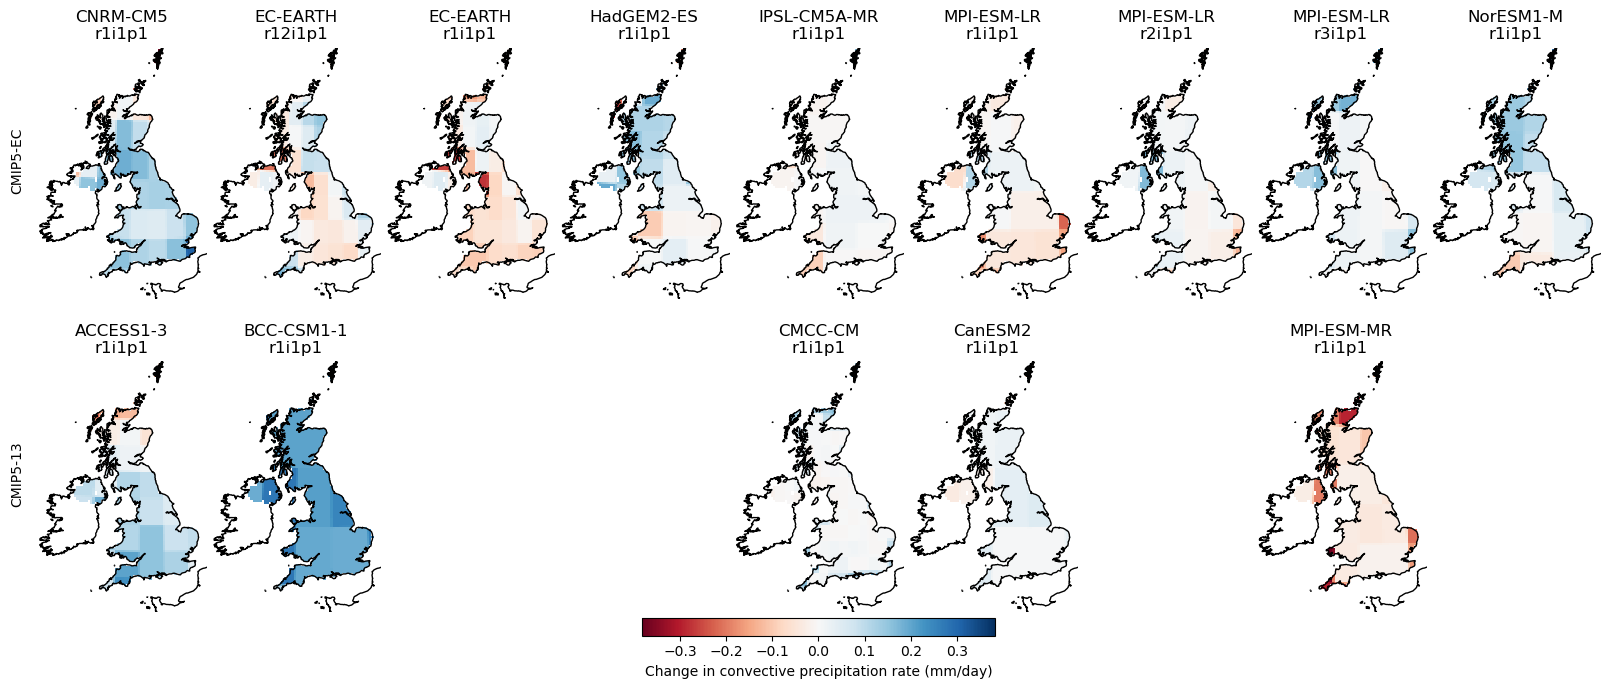 CNRM-CM5
r1i1p1
EC-EARTH
r12i1p1
EC-EARTH
r1i1p1
HadGEM2-ES
r1i1p1
IPSL-CM5A-MR
r1i1p1
MPI-ESM-LR
r1i1p1
MPI-ESM-LR
r2i1p1
MPI-ESM-LR
r3i1p1
NorESM1-M
r1i1p1
CMIP5-EC
ACCESS1-3
r1i1p1
BCC-CSM1-1
r1i1p1
CMCC-CM
r1i1p1
CanESM2
r1i1p1
MPI-ESM-MR
r1i1p1
CMIP5-13
−0.3 −0.2 −0.1 0.0 0.1 0.2 0.3
Change in convective precipitation rate (mm/day)